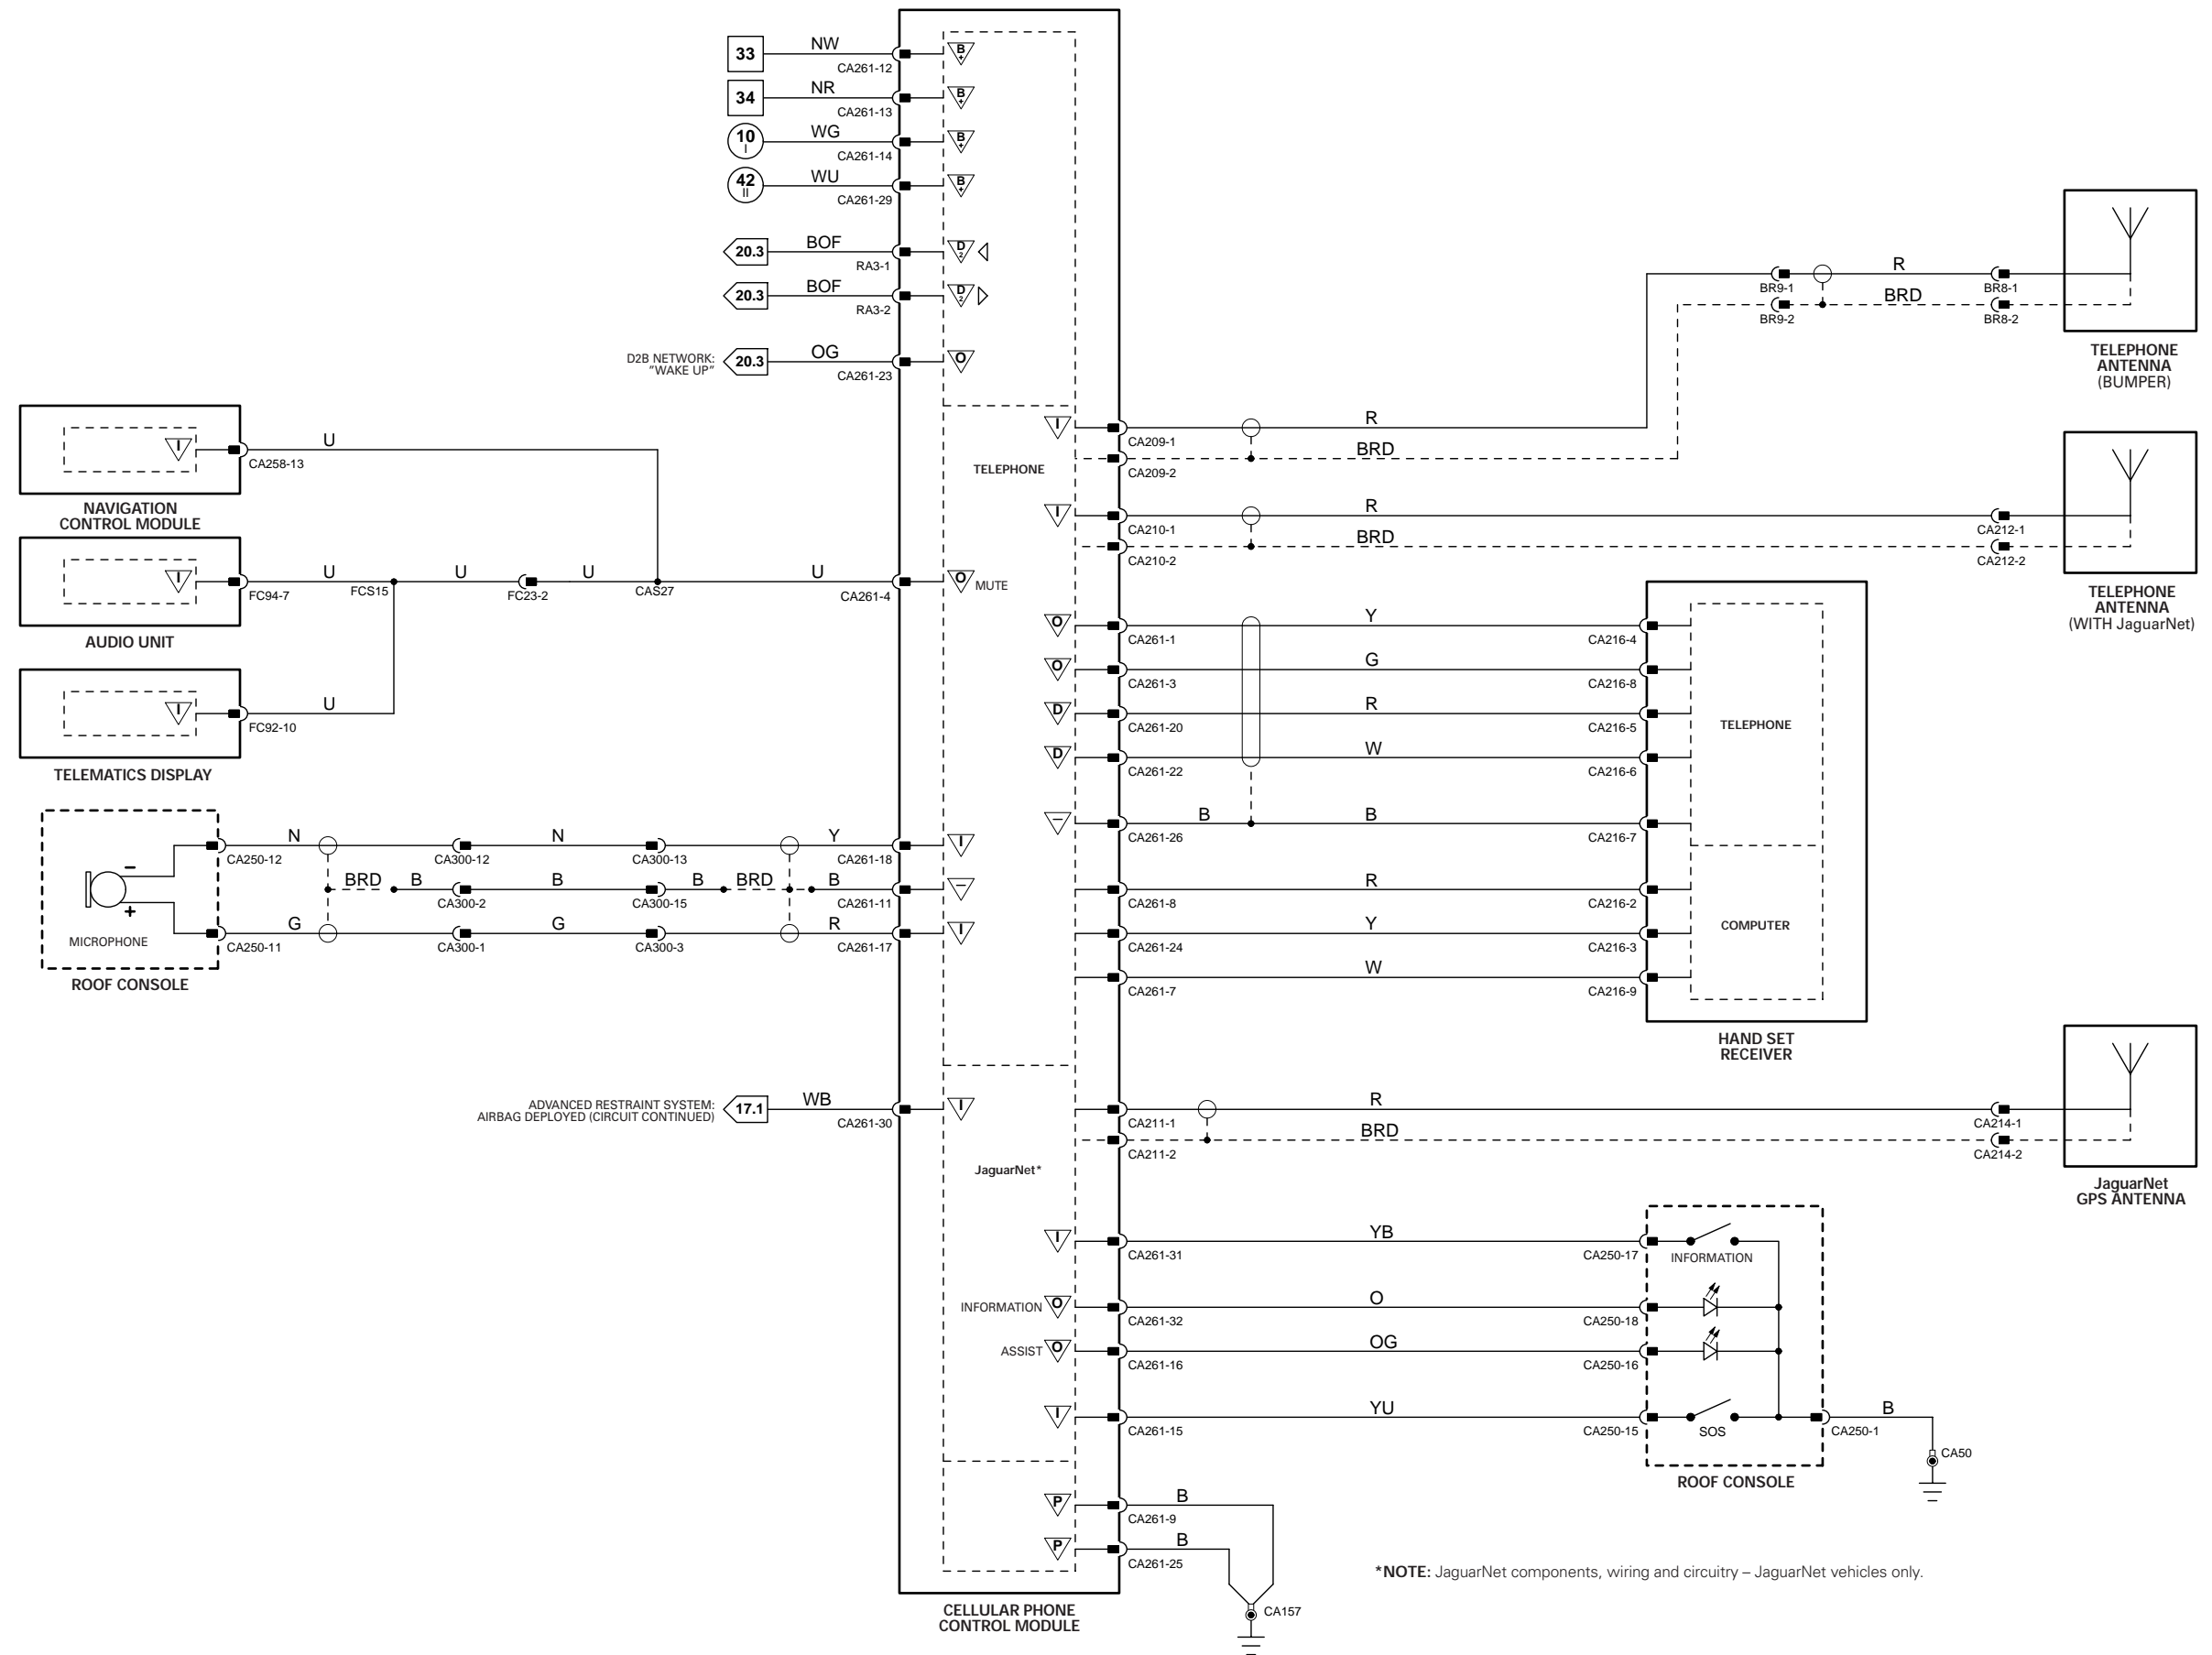 33 NW CA261-12 B+
34 NR CA261-13 B+
10 I WG CA261-14 B+
42 II WU CA261-29 B+
20.3 BOF RA3-1 D2
20.3 BOF RA3-2 D2
D2B NETWORK:
"WAKE UP"
20.3 OG CA261-23 O
I CA258-13 U
NAVIGATION
CONTROL MODULE
I FC94-7 U FCS15 U FC23-2 U CAS27 U CA261-4 O MUTE
AUDIO UNIT
I FC92-10 U
TELEMATICS DISPLAY
MICROPHONE
– +
ROOF CONSOLE
CA250-12 N CA300-12 N CA300-13 Y CA261-18 I
BRD B CA300-2 B CA300-15 B BRD B CA261-11 –
CA250-11 G CA300-1 G CA300-3 R CA261-17 I
ADVANCED RESTRAINT SYSTEM:
AIRBAG DEPLOYED (CIRCUIT CONTINUED)
17.1 WB CA261-30 I
TELEPHONE
JaguarNet*
CELLULAR PHONE
CONTROL MODULE
I CA209-1 R BR9-1 R BR8-1
CA209-2 BRD BR9-2 BRD BR8-2
TELEPHONE
ANTENNA
(BUMPER)
I CA210-1 R CA212-1
CA210-2 BRD CA212-2
TELEPHONE
ANTENNA
(WITH JaguarNet)
O CA261-1 Y CA216-4
O CA261-3 G CA216-8
D CA261-20 R CA216-5
D CA261-22 W CA216-6
– CA261-26 B B CA216-7
CA261-8 R CA216-2
CA261-24 Y CA216-3
CA261-7 W CA216-9
TELEPHONE
COMPUTER
HAND SET
RECEIVER
CA211-1 R CA214-1
CA211-2 BRD CA214-2
JaguarNet
GPS ANTENNA
I CA261-31 YB CA250-17 INFORMATION
INFORMATION O CA261-32 O CA250-18
ASSIST O CA261-16 OG CA250-16
I CA261-15 YU CA250-15 SOS CA250-1 B CA50
ROOF CONSOLE
P CA261-9 B
P CA261-25 B
CA157
*NOTE: JaguarNet components, wiring and circuitry – JaguarNet vehicles only.